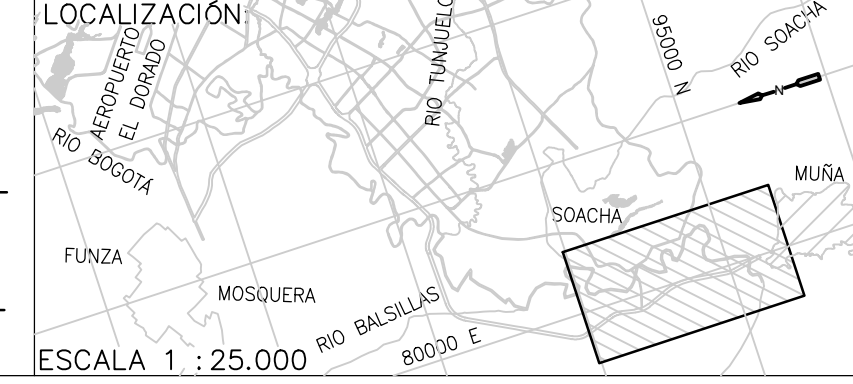 LOCALIZACIÓN:
AEROPUERTO
EL DORADO
RIO TUNJUELO
95000 N
RIO SOACHA
N
RIO BOGOTÁ
MUÑA
SOACHA
FUNZA
MOSQUERA
RIO BALSILLAS
80000 E
ESCALA 1 : 25.000